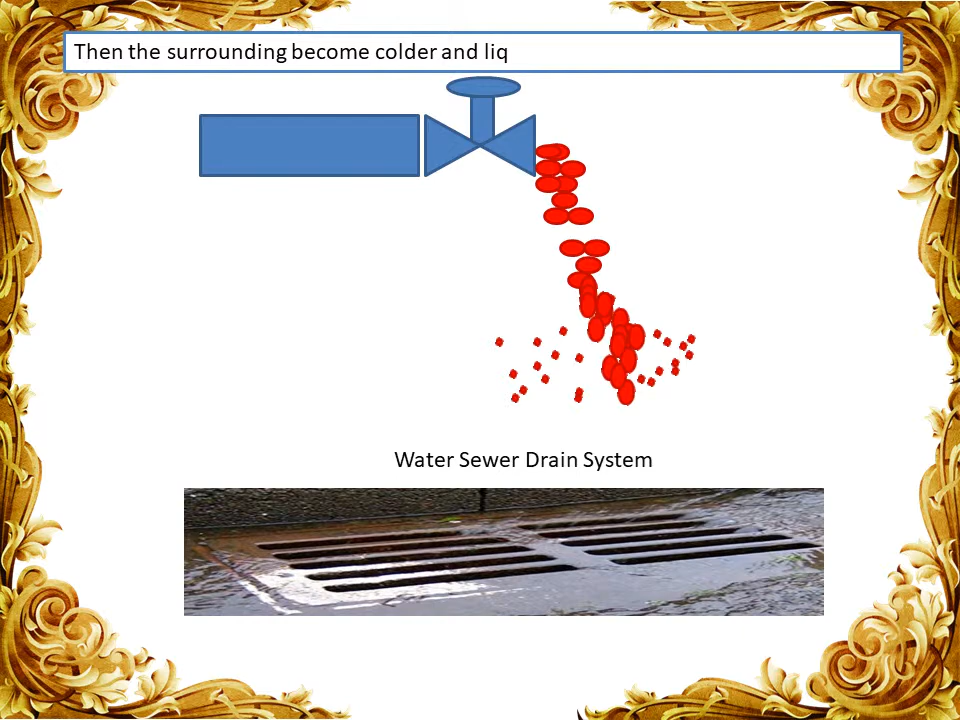 Then the surrounding become colder and liq
Water Sewer Drain System